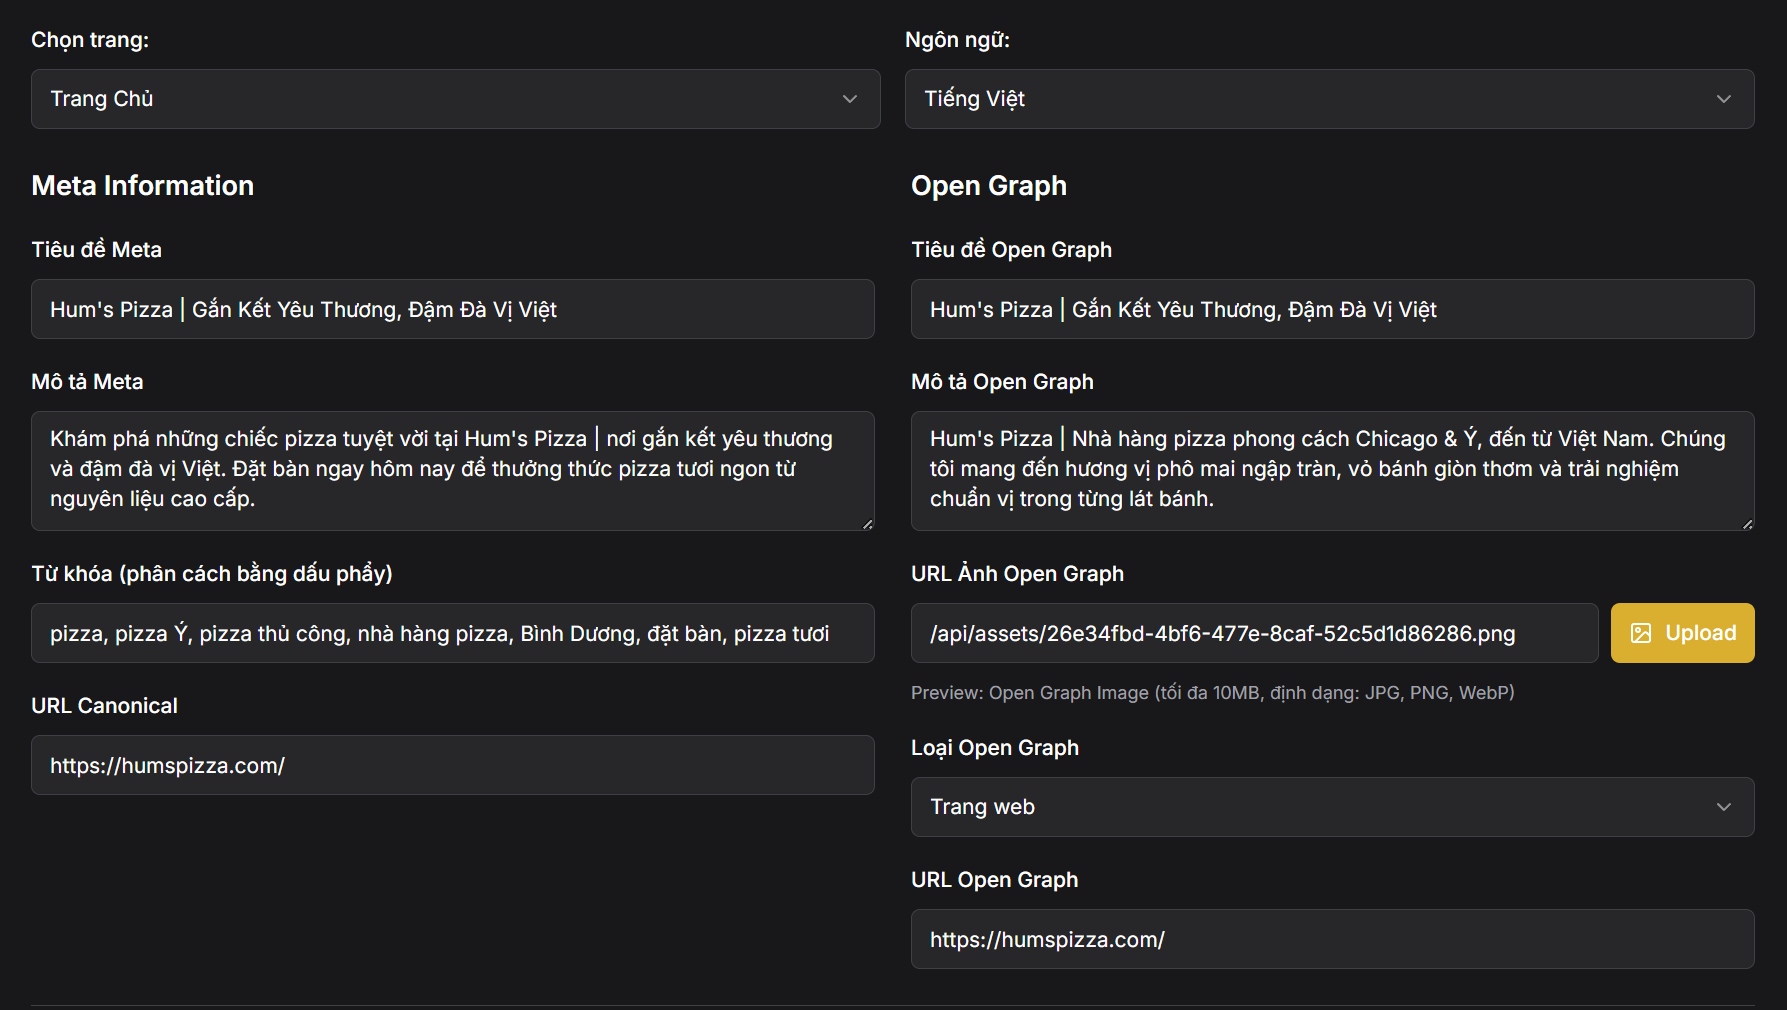 Chọn trang:
Trang Chủ
Ngôn ngữ:
Tiếng Việt
Meta Information
Tiêu đề Meta
Hum's Pizza | Gắn Kết Yêu Thương, Đậm Đà Vị Việt
Mô tả Meta
Khám phá những chiếc pizza tuyệt vời tại Hum's Pizza | nơi gắn kết yêu thương
và đậm đà vị Việt. Đặt bàn ngay hôm nay để thưởng thức pizza tươi ngon từ
nguyên liệu cao cấp.
Từ khóa (phân cách bằng dấu phẩy)
pizza, pizza Ý, pizza thủ công, nhà hàng pizza, Bình Dương, đặt bàn, pizza tươi
URL Canonical
https://humspizza.com/
Open Graph
Tiêu đề Open Graph
Hum's Pizza | Gắn Kết Yêu Thương, Đậm Đà Vị Việt
Mô tả Open Graph
Hum's Pizza | Nhà hàng pizza phong cách Chicago & Ý, đến từ Việt Nam. Chúng
tôi mang đến hương vị phô mai ngập tràn, vỏ bánh giòn thơm và trải nghiệm
chuẩn vị trong từng lát bánh.
URL Ảnh Open Graph
/api/assets/26e34fbd-4bf6-477e-8caf-52c5d1d86286.png
Upload
Preview: Open Graph Image (tối đa 10MB, định dạng: JPG, PNG, WebP)
Loại Open Graph
Trang web
URL Open Graph
https://humspizza.com/